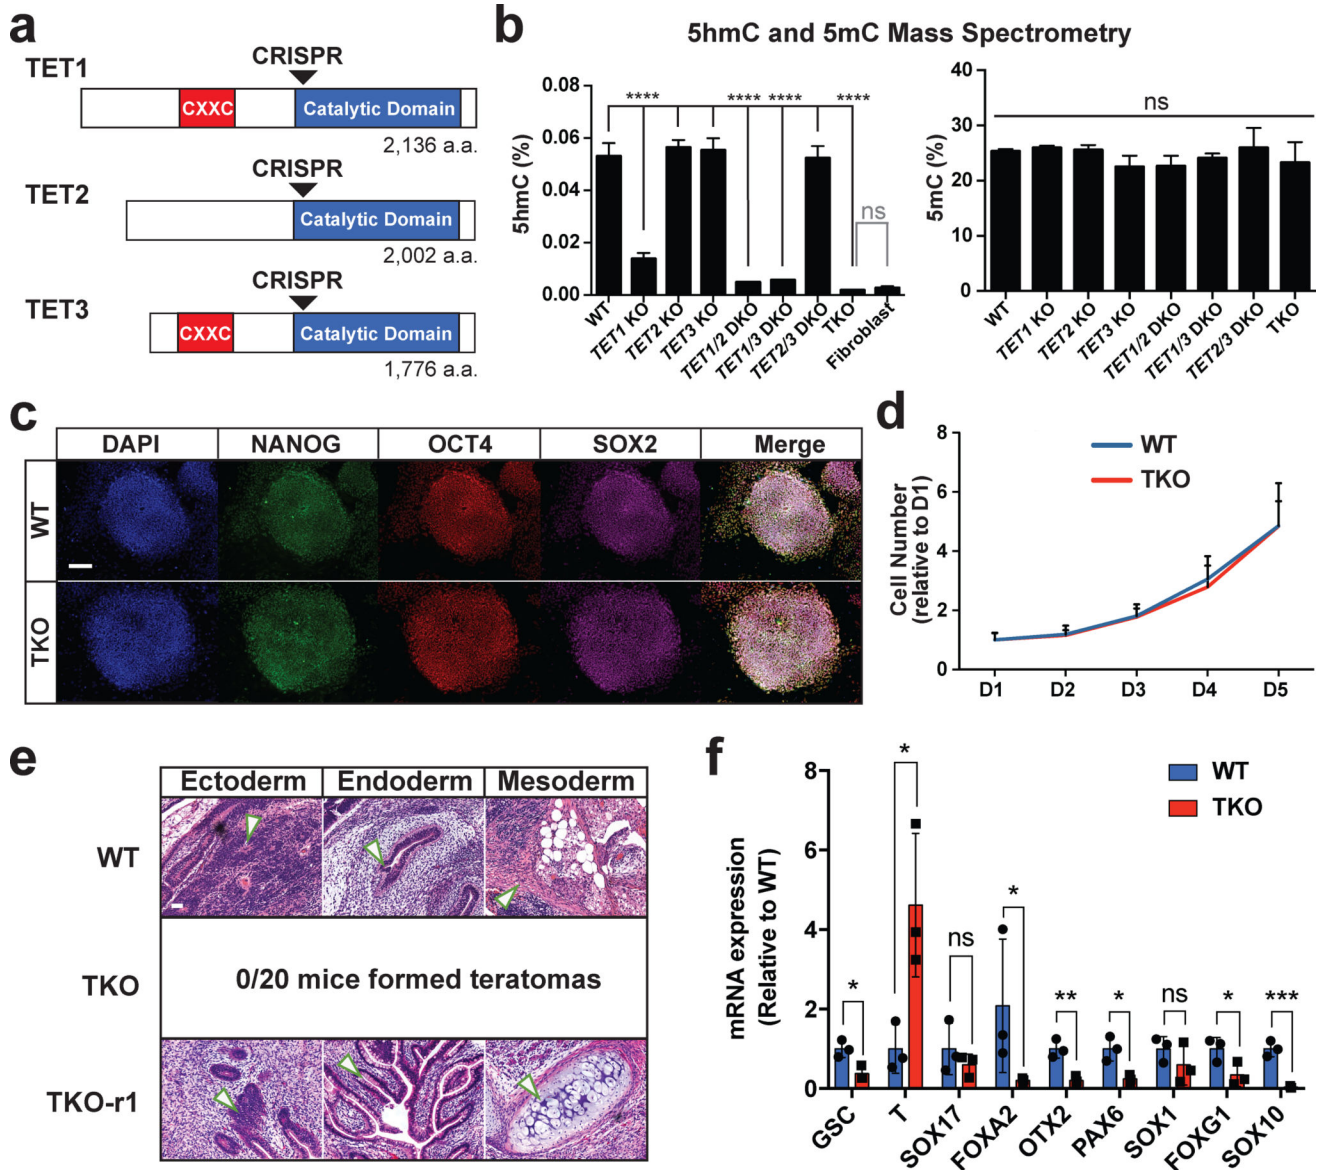 a
TET1
CRISPR
CXXC
Catalytic Domain
2,136 a.a.
TET2
CRISPR
Catalytic Domain
2,002 a.a.
TET3
CRISPR
CXXC
Catalytic Domain
1,776 a.a.
b
5hmC and 5mC Mass Spectrometry
5hmC (%)
0.08
0.06
0.04
0.02
0.00
**** **** **** ****
ns
WT
TET1 KO
TET2 KO
TET3 KO
TET1/2 DKO
TET1/3 DKO
TET2/3 DKO
TKO
Fibroblast
5mC (%)
40
30
20
10
0
ns
WT
TET1 KO
TET2 KO
TET3 KO
TET1/2 DKO
TET1/3 DKO
TET2/3 DKO
TKO
c
DAPI NANOG OCT4 SOX2 Merge
WT
TKO
d
Cell Number
(relative to D1)
8
6
4
2
0
WT
TKO
D1 D2 D3 D4 D5
e
Ectoderm Endoderm Mesoderm
WT
TKO
0/20 mice formed teratomas
TKO-r1
f
mRNA expression
(Relative to WT)
8
6
4
2
0
WT
TKO
* * ns * ** * ns * ***
GSC
T
SOX17
FOXA2
OTX2
PAX6
SOX1
FOXG1
SOX10